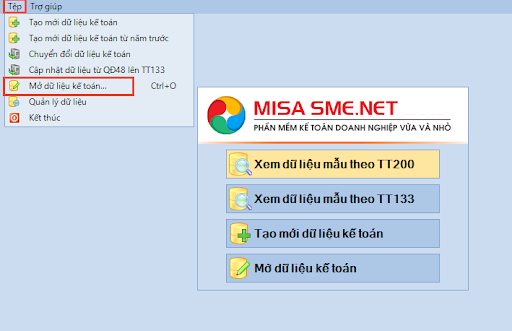 Tệp Trợ giúp
Tạo mới dữ liệu kế toán
Tạo mới dữ liệu kế toán từ năm trước
Chuyển đổi dữ liệu kế toán
Cập nhật dữ liệu từ QĐ48 lên TT133
Mở dữ liệu kế toán... Ctrl+O
Quản lý dữ liệu
Kết thúc
MISA SME.NET
PHẦN MỀM KẾ TOÁN DOANH NGHIỆP VỪA VÀ NHỎ
Xem dữ liệu mẫu theo TT200
Xem dữ liệu mẫu theo TT133
Tạo mới dữ liệu kế toán
Mở dữ liệu kế toán